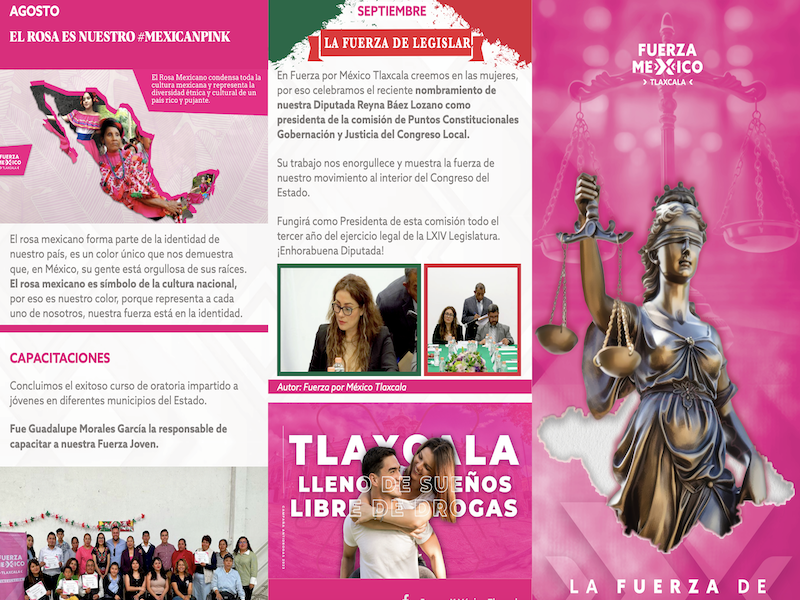 AGOSTO
EL ROSA ES NUESTRO #MEXICANPINK
El Rosa Mexicano condensa toda la
cultura mexicana y representa la
diversidad étnica y cultural de un
país rico y pujante.
FUERZA
MEXICO
TLAXCALA
El rosa mexicano forma parte de la identidad de
nuestro país, es un color único que nos demuestra
que, en México, su gente está orgullosa de sus raíces.
El rosa mexicano es símbolo de la cultura nacional,
por eso es nuestro color, porque representa a cada
uno de nosotros, nuestra fuerza está en la identidad.
CAPACITACIONES
Concluimos el exitoso curso de oratoria impartido a
jóvenes en diferentes municipios del Estado.
Fue Guadalupe Morales García la responsable de
capacitar a nuestra Fuerza Joven.
FUERZA
MEXICO
TLAXCALA
SEPTIEMBRE
LA FUERZA DE LEGISLAR
En Fuerza por México Tlaxcala creemos en las mujeres,
por eso celebramos el reciente nombramiento de
nuestra Diputada Reyna Báez Lozano como
presidenta de la comisión de Puntos Constitucionales
Gobernación y Justicia del Congreso Local.
Su trabajo nos enorgullece y muestra la fuerza de
nuestro movimiento al interior del Congreso del
Estado.
Fungirá como Presidenta de esta comisión todo el
tercer año del ejercicio legal de la LXIV Legislatura.
¡Enhorabuena Diputada!
Autor: Fuerza por México Tlaxcala
TLAXCALA
LLENO DE SUEÑOS
LIBRE DE DROGAS
FUERZA
MEXICO
TLAXCALA
LA FUERZA DE